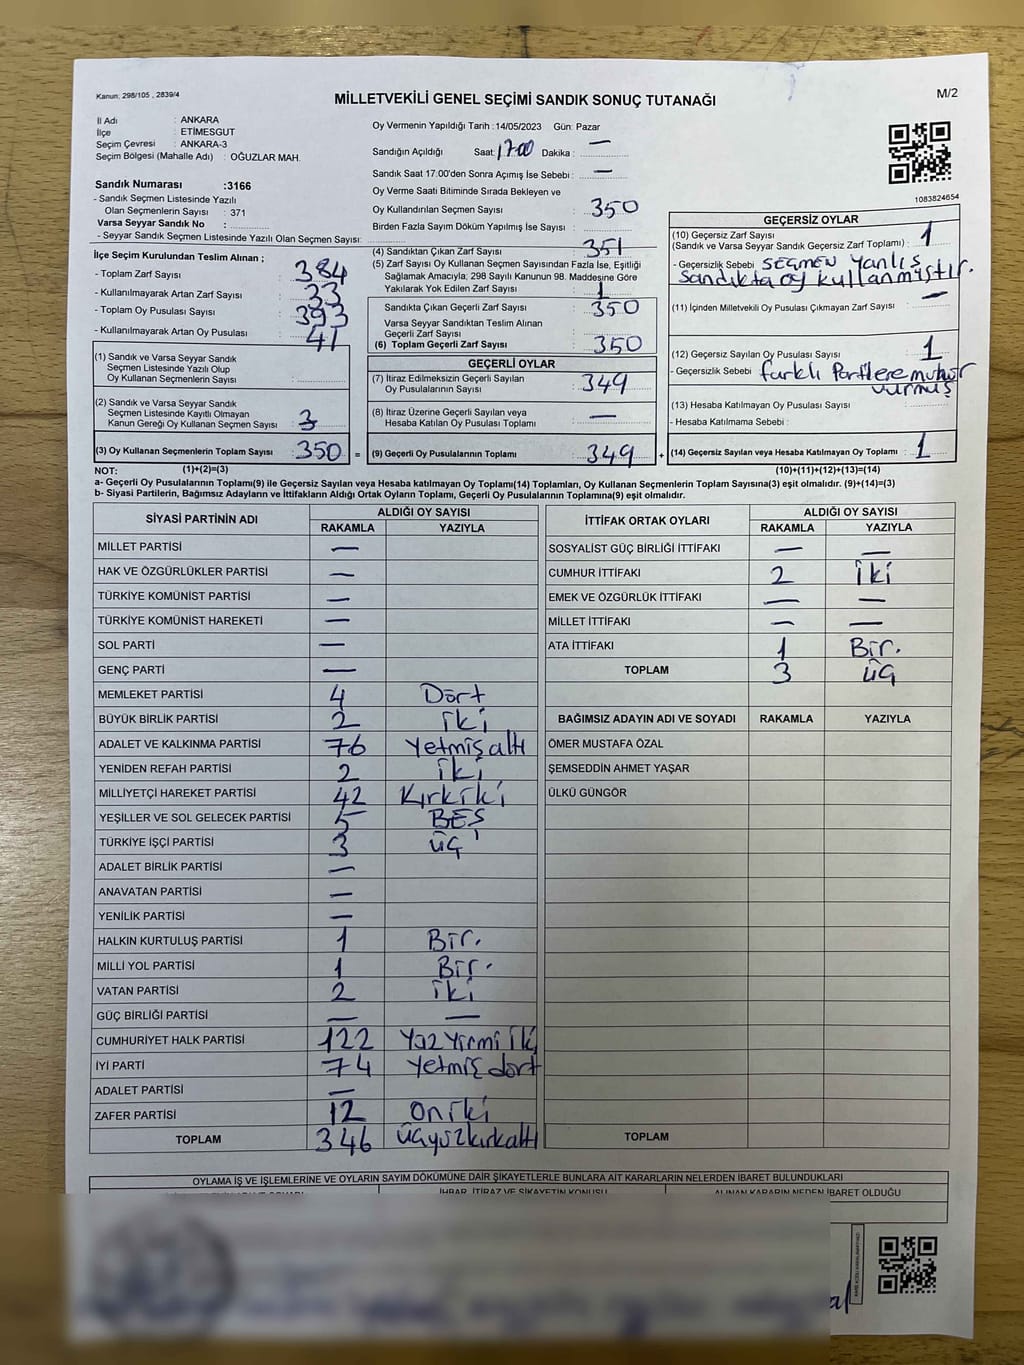 Kanun: 298/105 , 2839/4
MİLLETVEKİLİ GENEL SEÇİMİ SANDIK SONUÇ TUTANAĞI
M/2
İl Adı : ANKARA
İlçe : ETİMESGUT
Seçim Çevresi : ANKARA-3
Seçim Bölgesi (Mahalle Adı) : OĞUZLAR MAH.
Sandık Numarası :3166
- Sandık Seçmen Listesinde Yazılı
Olan Seçmenlerin Sayısı : 371
Varsa Seyyar Sandık No :
- Seyyar Sandık Seçmen Listesinde Yazılı Olan Seçmen Sayısı:
İlçe Seçim Kurulundan Teslim Alınan ;
- Toplam Zarf Sayısı : 384
- Kullanılmayarak Artan Zarf Sayısı : 33
- Toplam Oy Pusulası Sayısı : 393
- Kullanılmayarak Artan Oy Pusulası : 41
(1) Sandık ve Varsa Seyyar Sandık
Seçmen Listesinde Yazılı Olup
Oy Kullanan Seçmenlerin Sayısı :
(2) Sandık ve Varsa Seyyar Sandık
Seçmen Listesinde Kayıtlı Olmayan
Kanun Gereği Oy Kullanan Seçmen Sayısı : 3
(3) Oy Kullanan Seçmenlerin Toplam Sayısı : 350 =
Oy Vermenin Yapıldığı Tarih :14/05/2023 Gün: Pazar
Sandığın Açıldığı Saat: 17:00 Dakika : —
Sandık Saat 17:00'den Sonra Açımış İse Sebebi : —
Oy Verme Saati Bitiminde Sırada Bekleyen ve
Oy Kullandırılan Seçmen Sayısı : 350
Birden Fazla Sayım Döküm Yapılmış İse Sayısı :
(4) Sandıktan Çıkan Zarf Sayısı : 351
(5) Zarf Sayısı Oy Kullanan Seçmen Sayısından Fazla İse, Eşitliği
Sağlamak Amacıyla; 298 Sayılı Kanunun 98. Maddesine Göre
Yakılarak Yok Edilen Zarf Sayısı : 1
Sandıkta Çıkan Geçerli Zarf Sayısı : 350
Varsa Seyyar Sandıktan Teslim Alınan
Geçerli Zarf Sayısı :
(6) Toplam Geçerli Zarf Sayısı : 350
GEÇERLİ OYLAR
(7) İtiraz Edilmeksizin Geçerli Sayılan
Oy Pusulalarının Sayısı : 349
(8) İtiraz Üzerine Geçerli Sayılan veya
Hesaba Katılan Oy Pusulası Toplamı : —
(9) Geçerli Oy Pusulalarının Toplamı : 349 +
1083824654
GEÇERSİZ OYLAR
(10) Geçersiz Zarf Sayısı
(Sandık ve Varsa Seyyar Sandık Geçersiz Zarf Toplamı) : 1
- Geçersizlik Sebebi : SEÇMEN Yanlış
Sandıkta oy kullanmıştır.
(11) İçinden Milletvekili Oy Pusulası Çıkmayan Zarf Sayısı : —
(12) Geçersiz Sayılan Oy Pusulası Sayısı : 1
- Geçersizlik Sebebi : farklı Partilere mühür
vurmuş
(13) Hesaba Katılmayan Oy Pusulası Sayısı :
- Hesaba Katılmama Sebebi :
(14) Geçersiz Sayılan veya Hesaba Katılmayan Oy Toplamı : 1
NOT: (1)+(2)=(3) (10)+(11)+(12)+(13)=(14)
a- Geçerli Oy Pusulalarının Toplamı(9) ile Geçersiz Sayılan veya Hesaba katılmayan Oy Toplamı(14) Toplamları, Oy Kullanan Seçmenlerin Toplam Sayısına(3) eşit olmalıdır. (9)+(14)=(3)
b- Siyasi Partilerin, Bağımsız Adayların ve İttifakların Aldığı Ortak Oyların Toplamı, Geçerli Oy Pusulalarının Toplamına(9) eşit olmalıdır.
SİYASİ PARTİNİN ADI ALDIĞI OY SAYISI
RAKAMLA YAZIYLA
MİLLET PARTİSİ —
HAK VE ÖZGÜRLÜKLER PARTİSİ —
TÜRKİYE KOMÜNİST PARTİSİ —
TÜRKİYE KOMÜNİST HAREKETİ —
SOL PARTİ —
GENÇ PARTİ —
MEMLEKET PARTİSİ 4 Dört
BÜYÜK BİRLİK PARTİSİ 2 iki
ADALET VE KALKINMA PARTİSİ 76 Yetmiş altı
YENİDEN REFAH PARTİSİ 2 iki
MİLLİYETÇİ HAREKET PARTİSİ 42 Kırkiki
YEŞİLLER VE SOL GELECEK PARTİSİ 5 BEŞ
TÜRKİYE İŞÇİ PARTİSİ 3 üç
ADALET BİRLİK PARTİSİ —
ANAVATAN PARTİSİ —
YENİLİK PARTİSİ —
HALKIN KURTULUŞ PARTİSİ 1 Bir.
MİLLİ YOL PARTİSİ 1 Bir.
VATAN PARTİSİ 2 iki
GÜÇ BİRLİĞİ PARTİSİ — —
CUMHURİYET HALK PARTİSİ 122 Yüz Yirmi iki
İYİ PARTİ 74 Yetmiş dört
ADALET PARTİSİ —
ZAFER PARTİSİ 12 Oniki
TOPLAM 346 üçyüzkırkaltı
İTTİFAK ORTAK OYLARI ALDIĞI OY SAYISI
RAKAMLA YAZIYLA
SOSYALİST GÜÇ BİRLİĞİ İTTİFAKI — —
CUMHUR İTTİFAKI 2 iki
EMEK VE ÖZGÜRLÜK İTTİFAKI — —
MİLLET İTTİFAKI — —
ATA İTTİFAKI 1 Bir.
TOPLAM 3 üç
BAĞIMSIZ ADAYIN ADI VE SOYADI RAKAMLA YAZIYLA
ÖMER MUSTAFA ÖZAL
ŞEMSEDDİN AHMET YAŞAR
ÜLKÜ GÜNGÖR
TOPLAM
OYLAMA İŞ VE İŞLEMLERİNE VE OYLARIN SAYIM DÖKÜMÜNE DAİR ŞİKAYETLERLE BUNLARA AİT KARARLARIN NELERDEN İBARET BULUNDUKLARI
İHBAR, İTİRAZ VE ŞİKAYETİN KONUSU ALINAN KARARIN NEDEN İBARET OLDUĞU